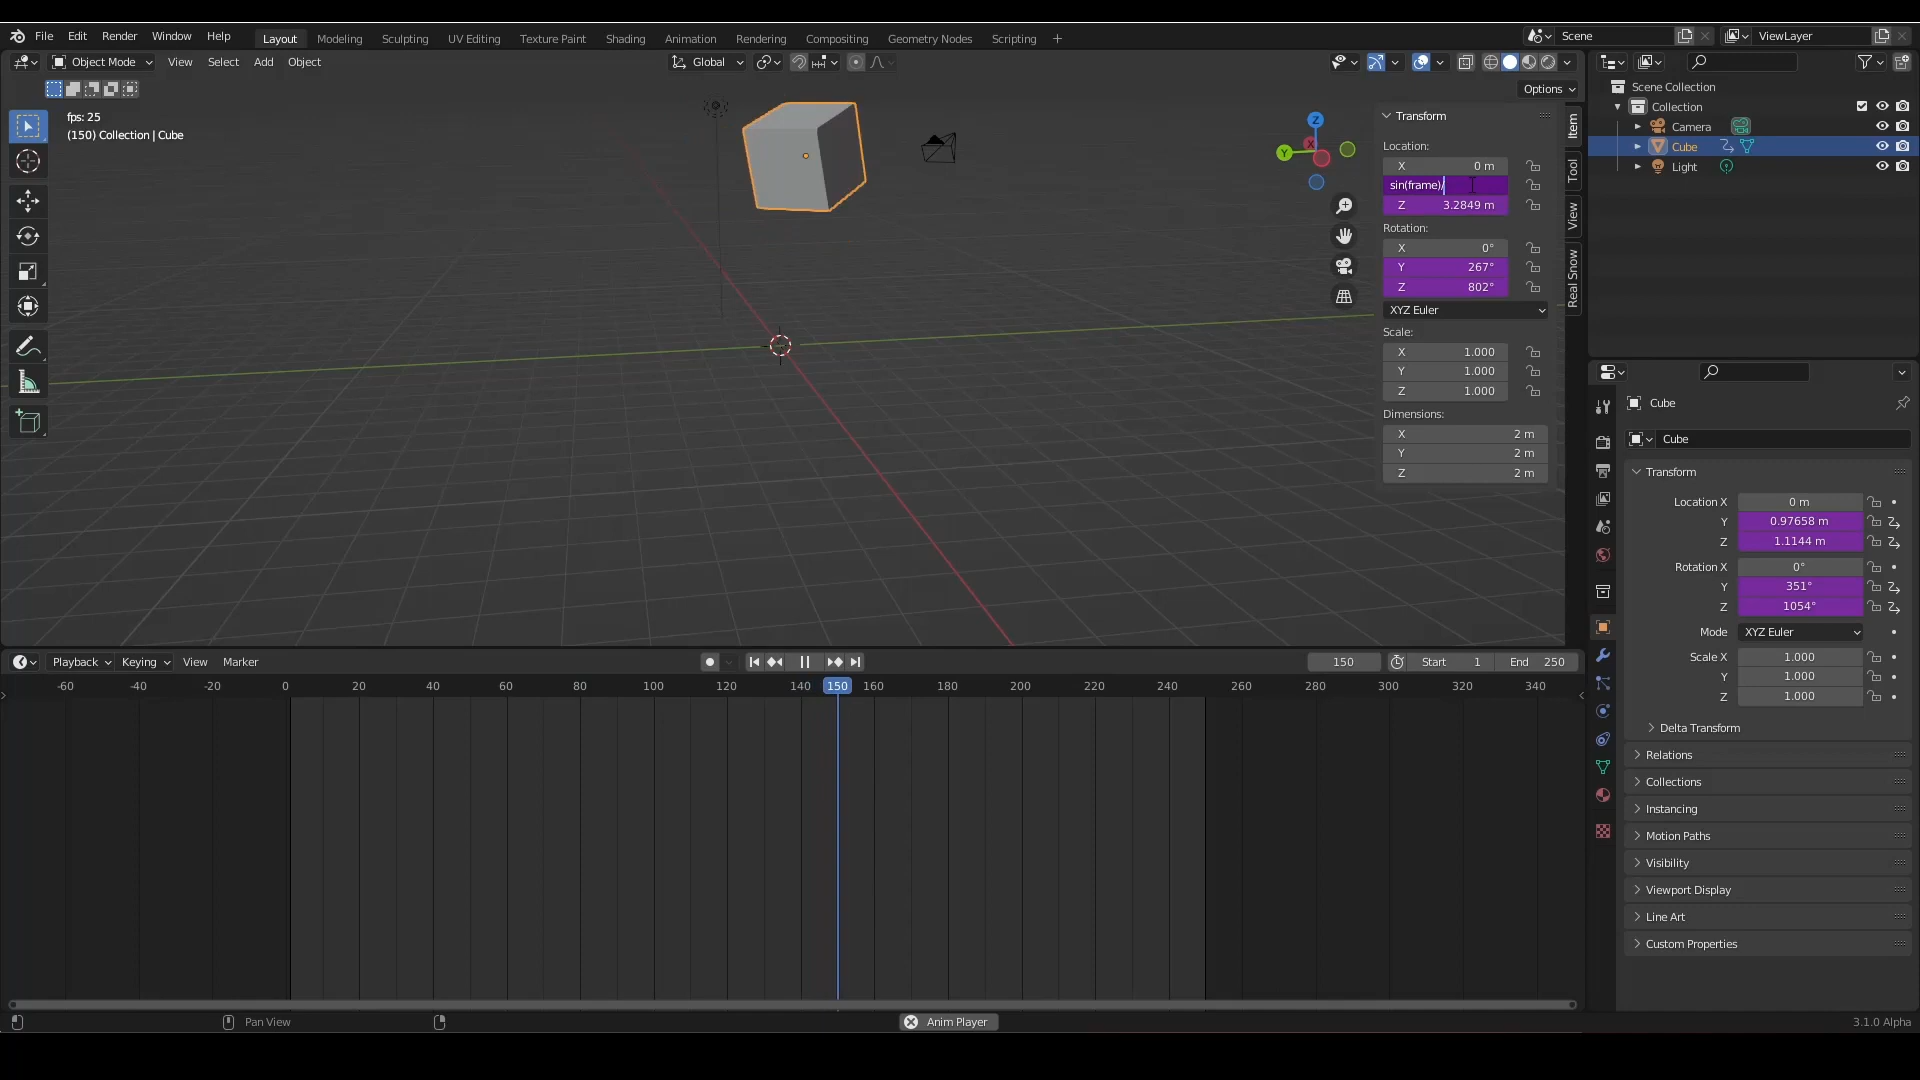 File Edit Render Window Help Layout Modeling Sculpting UV Editing Texture Paint Shading Animation Rendering Compositing Geometry Nodes Scripting + Scene ViewLayer
Object Mode View Select Add Object Global
Options
fps: 25
(150) Collection | Cube
Z
Y
X
Transform
Location:
X 0 m
sin(frame)/
Z 3.2849 m
Rotation:
X 0°
Y 267°
Z 802°
XYZ Euler
Scale:
X 1.000
Y 1.000
Z 1.000
Dimensions:
X 2 m
Y 2 m
Z 2 m
Item
Tool
View
Real Snow
Scene Collection
Collection
Camera
Cube
Light
Cube
Cube
Transform
Location X 0 m
Y 0.97658 m
Z 1.1144 m
Rotation X 0°
Y 351°
Z 1054°
Mode XYZ Euler
Scale X 1.000
Y 1.000
Z 1.000
Delta Transform
Relations
Collections
Instancing
Motion Paths
Visibility
Viewport Display
Line Art
Custom Properties
Playback Keying View Marker 150 Start 1 End 250
-60 -40 -20 0 20 40 60 80 100 120 140 150 160 180 200 220 240 260 280 300 320 340
Pan View Anim Player 3.1.0 Alpha